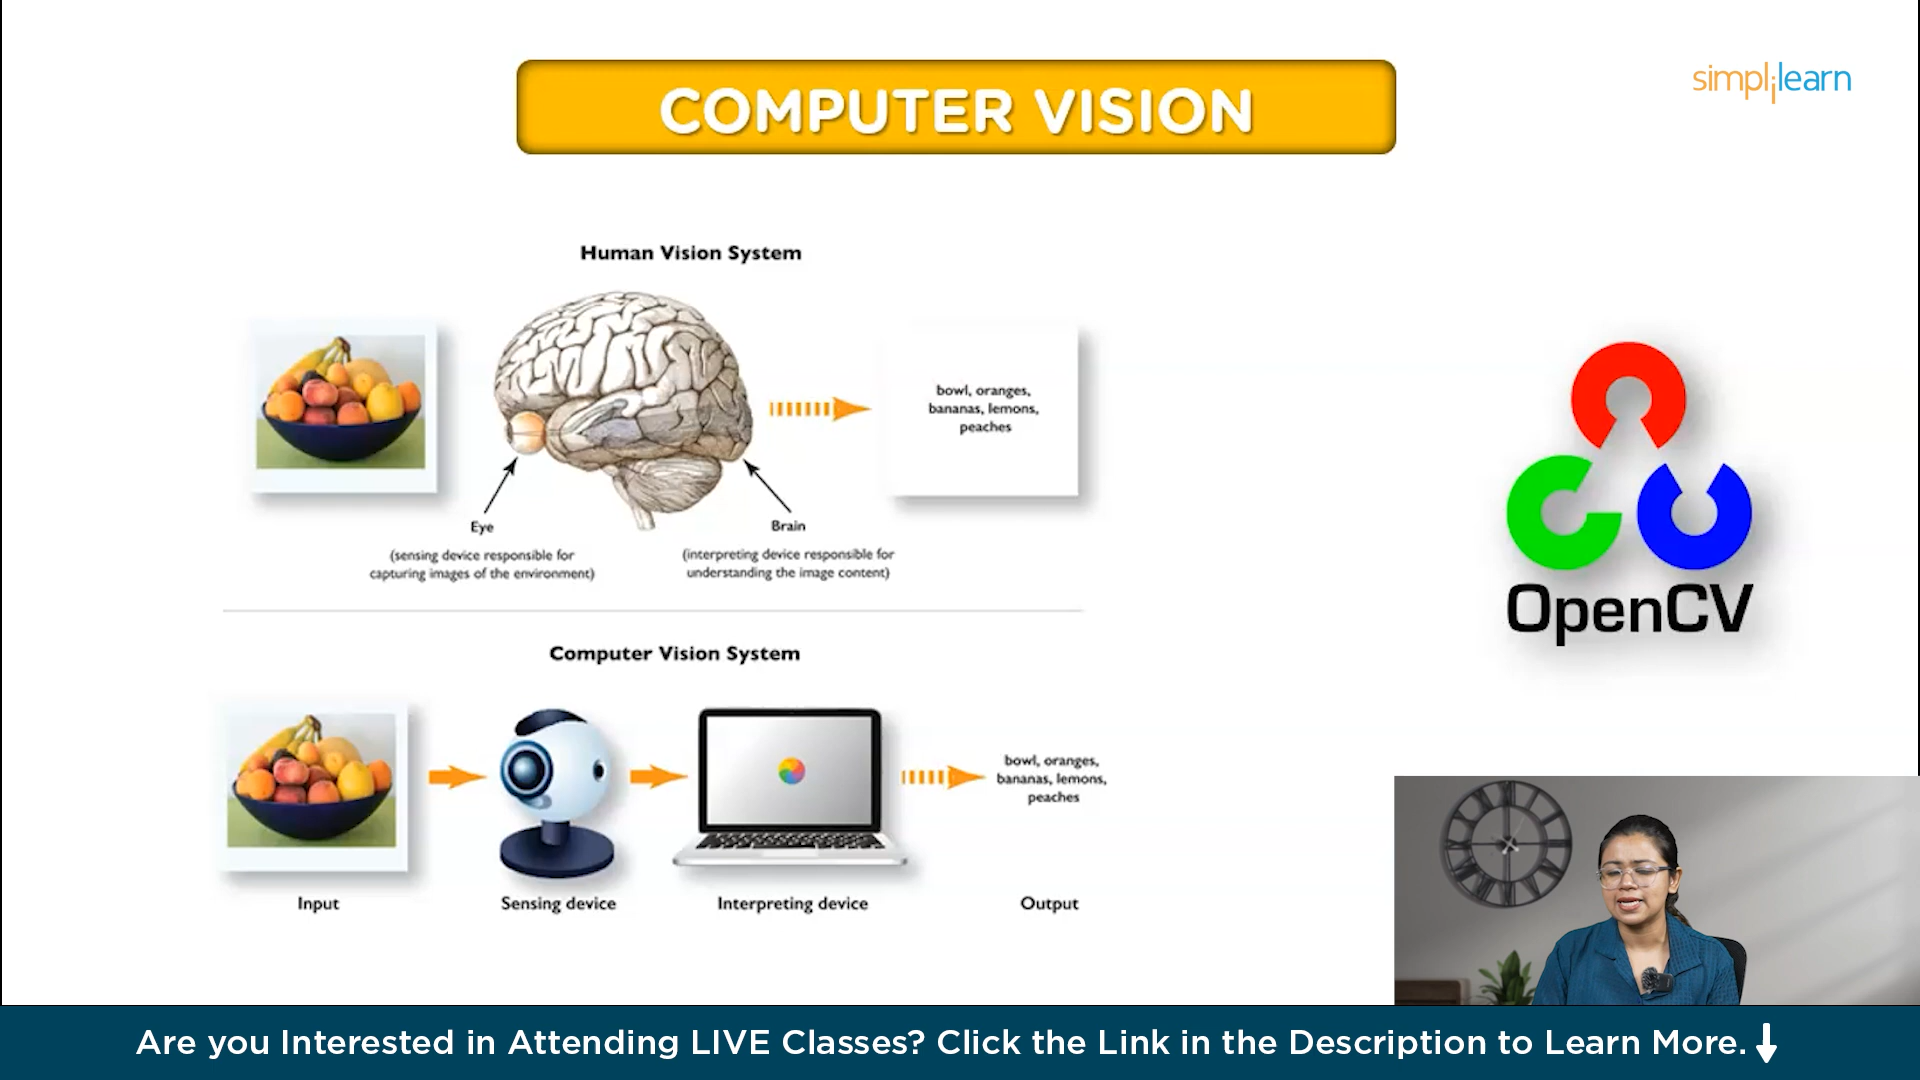 COMPUTER VISION
simplilearn
Human Vision System
bowl, oranges,
bananas, lemons,
peaches
Eye
(sensing device responsible for
capturing images of the environment)
Brain
(interpreting device responsible for
understanding the image content)
OpenCV
Computer Vision System
bowl, oranges,
bananas, lemons,
peaches
Input
Sensing device
Interpreting device
Output
Are you Interested in Attending LIVE Classes? Click the Link in the Description to Learn More.